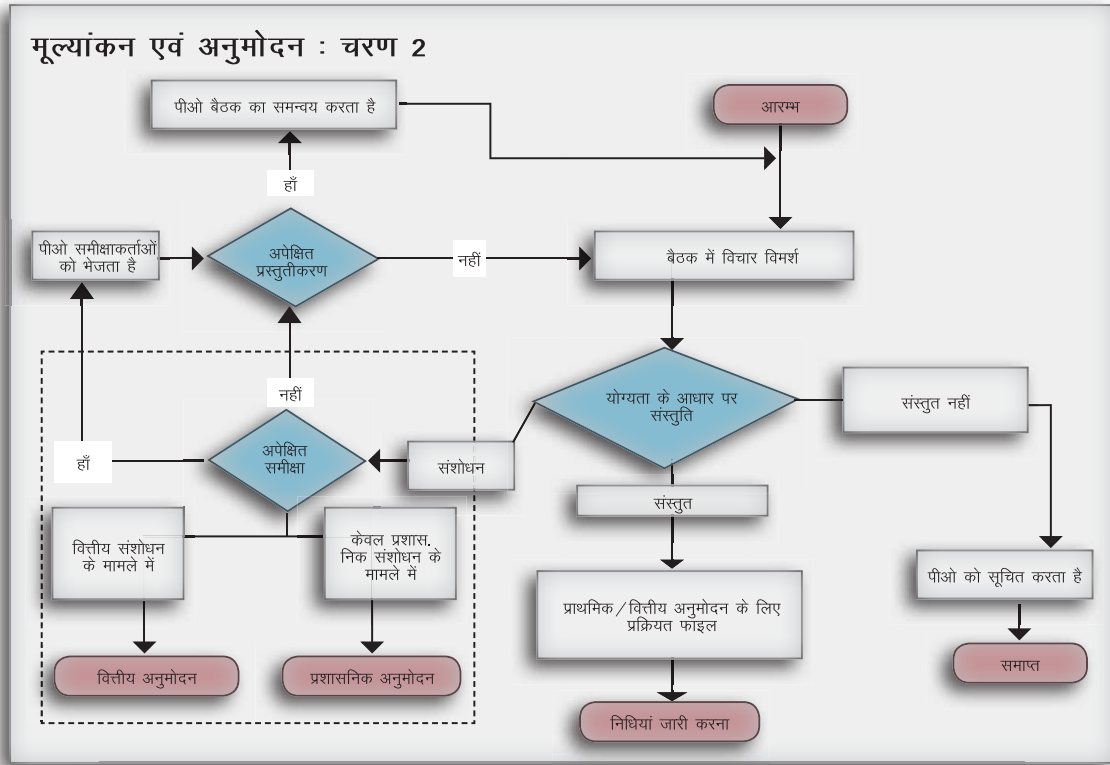 मूल्यांकन एवं अनुमोदन : चरण 2
पीओ बैठक का समन्वय करता है
आरम्भ
हाँ
पीओ समीक्षाकर्ताओं
को भेजता है
अपेक्षित
प्रस्तुतीकरण
नहीं
बैठक में विचार विमर्श
नहीं
योग्यता के आधार पर
संस्तुति
संस्तुत नहीं
हाँ
अपेक्षित
समीक्षा
संशोधन
संस्तुत
वित्तीय संशोधन
के मामले में
केवल प्रशास.
निक संशोधन के
मामले में
पीओ को सूचित करता है
प्राथमिक/वित्तीय अनुमोदन के लिए
प्रक्रियत फाइल
वित्तीय अनुमोदन
प्रशासनिक अनुमोदन
समाप्त
निधियां जारी करना